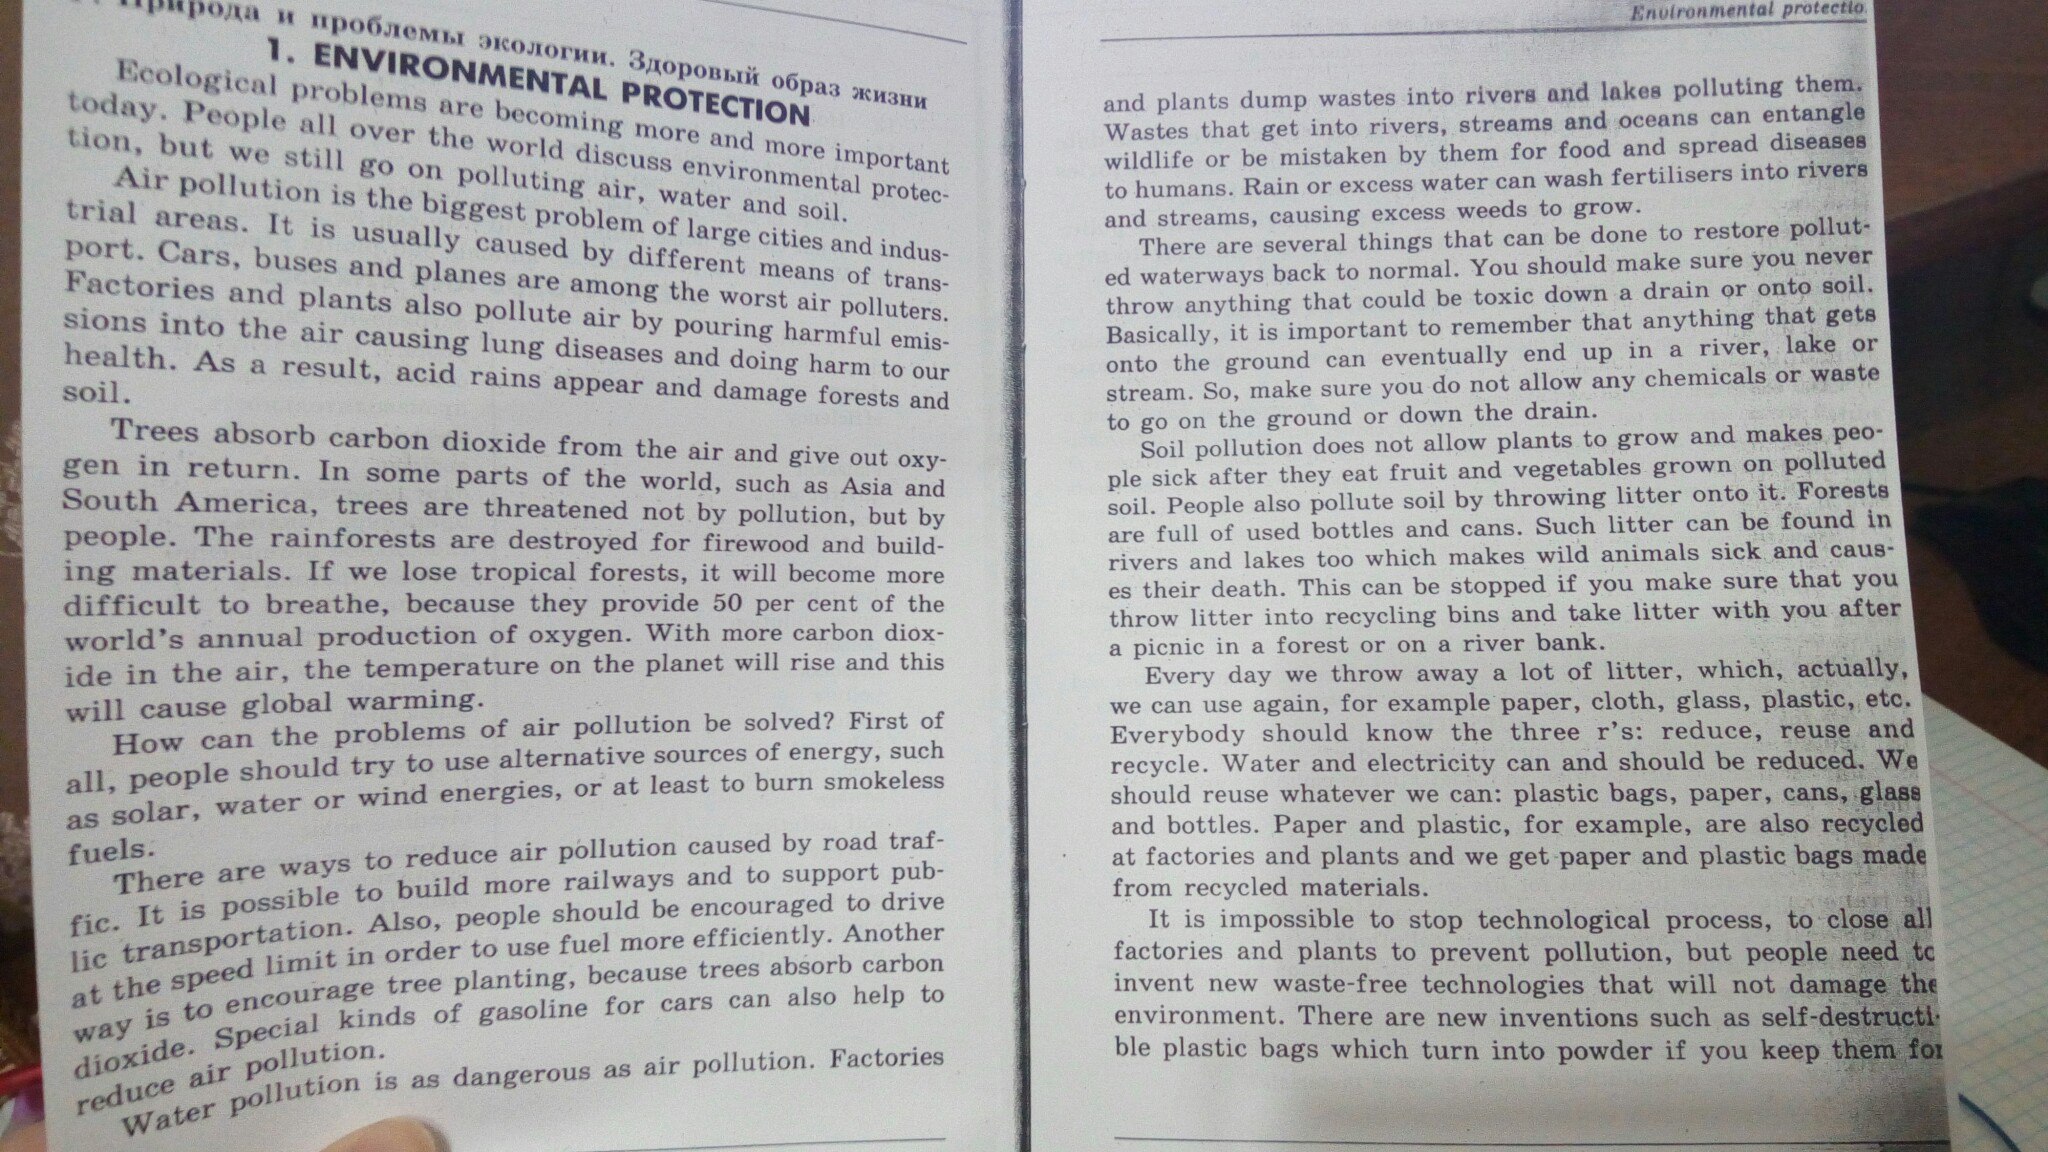 Природа и проблемы экологии. Здоровый образ жизни
1. ENVIRONMENTAL PROTECTION
Ecological problems are becoming more and more important
today. People all over the world discuss environmental protec-
tion, but we still go on polluting air, water and soil.
Air pollution is the biggest problem of large cities and indus-
trial areas. It is usually caused by different means of trans-
port. Cars, buses and planes are among the worst air polluters.
Factories and plants also pollute air by pouring harmful emis-
sions into the air causing lung diseases and doing harm to our
health. As a result, acid rains appear and damage forests and
soil.
Trees absorb carbon dioxide from the air and give out oxy-
gen in return. In some parts of the world, such as Asia and
South America, trees are threatened not by pollution, but by
people. The rainforests are destroyed for firewood and build-
ing materials. If we lose tropical forests, it will become more
difficult to breathe, because they provide 50 per cent of the
world's annual production of oxygen. With more carbon diox-
ide in the air, the temperature on the planet will rise and this
will cause global warming.
How can the problems of air pollution be solved? First of
all, people should try to use alternative sources of energy, such
as solar, water or wind energies, or at least to burn smokeless
fuels.
There are ways to reduce air pollution caused by road traf-
fic. It is possible to build more railways and to support pub-
lic transportation. Also, people should be encouraged to drive
at the speed limit in order to use fuel more efficiently. Another
way is to encourage tree planting, because trees absorb carbon
dioxide. Special kinds of gasoline for cars can also help to
reduce air pollution.
Water pollution is as dangerous as air pollution. Factories
Environmental protectio
and plants dump wastes into rivers and lakes polluting them.
Wastes that get into rivers, streams and oceans can entangle
wildlife or be mistaken by them for food and spread diseases
to humans. Rain or excess water can wash fertilisers into rivers
and streams, causing excess weeds to grow.
There are several things that can be done to restore pollut-
ed waterways back to normal. You should make sure you never
throw anything that could be toxic down a drain or onto soil.
Basically, it is important to remember that anything that gets
onto the ground can eventually end up in a river, lake or
stream. So, make sure you do not allow any chemicals or waste
to go on the ground or down the drain.
Soil pollution does not allow plants to grow and makes peo-
ple sick after they eat fruit and vegetables grown on polluted
soil. People also pollute soil by throwing litter onto it. Forests
are full of used bottles and cans. Such litter can be found in
rivers and lakes too which makes wild animals sick and caus-
es their death. This can be stopped if you make sure that you
throw litter into recycling bins and take litter with you after
a picnic in a forest or on a river bank.
Every day we throw away a lot of litter, which, actually,
we can use again, for example paper, cloth, glass, plastic, etc.
Everybody should know the three r's: reduce, reuse and
recycle. Water and electricity can and should be reduced. We
should reuse whatever we can: plastic bags, paper, cans, glass
and bottles. Paper and plastic, for example, are also recycled
at factories and plants and we get paper and plastic bags made
from recycled materials.
It is impossible to stop technological process, to close all
factories and plants to prevent pollution, but people need to
invent new waste-free technologies that will not damage the
environment. There are new inventions such as self-destructi-
ble plastic bags which turn into powder if you keep them for